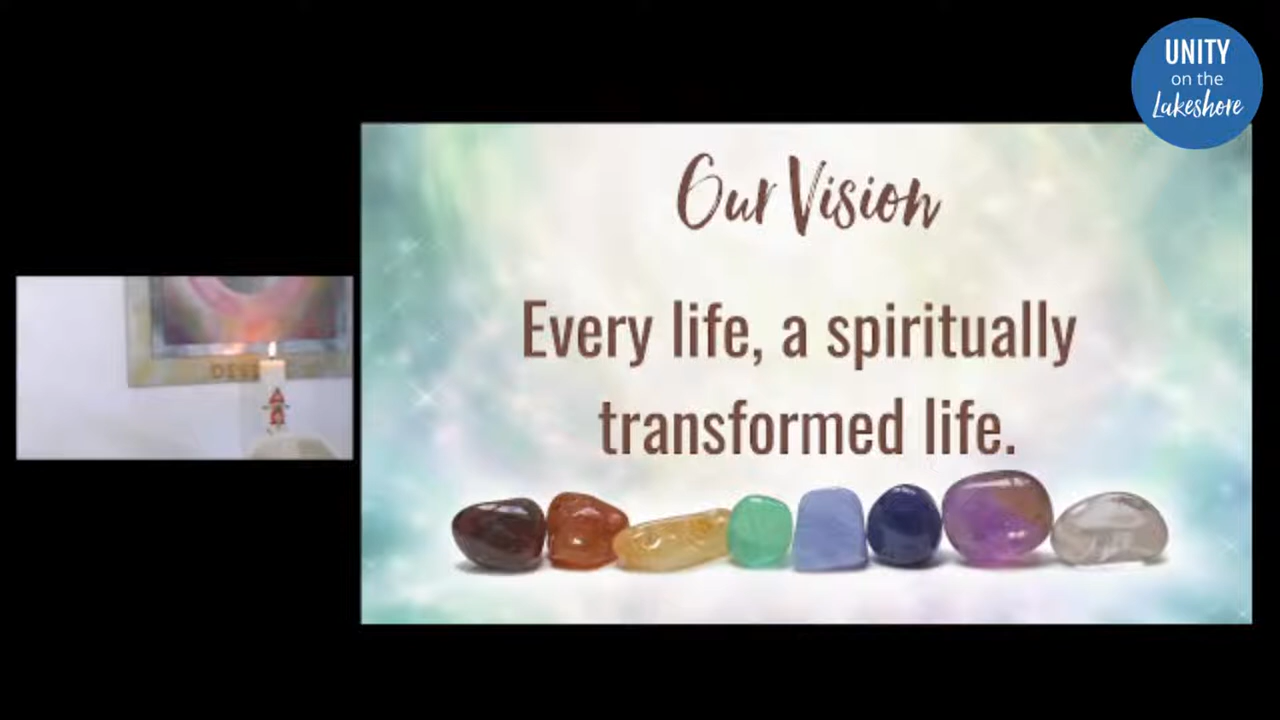 UNITY
on the
Lakeshore
Our Vision
Every life, a spiritually
transformed life.